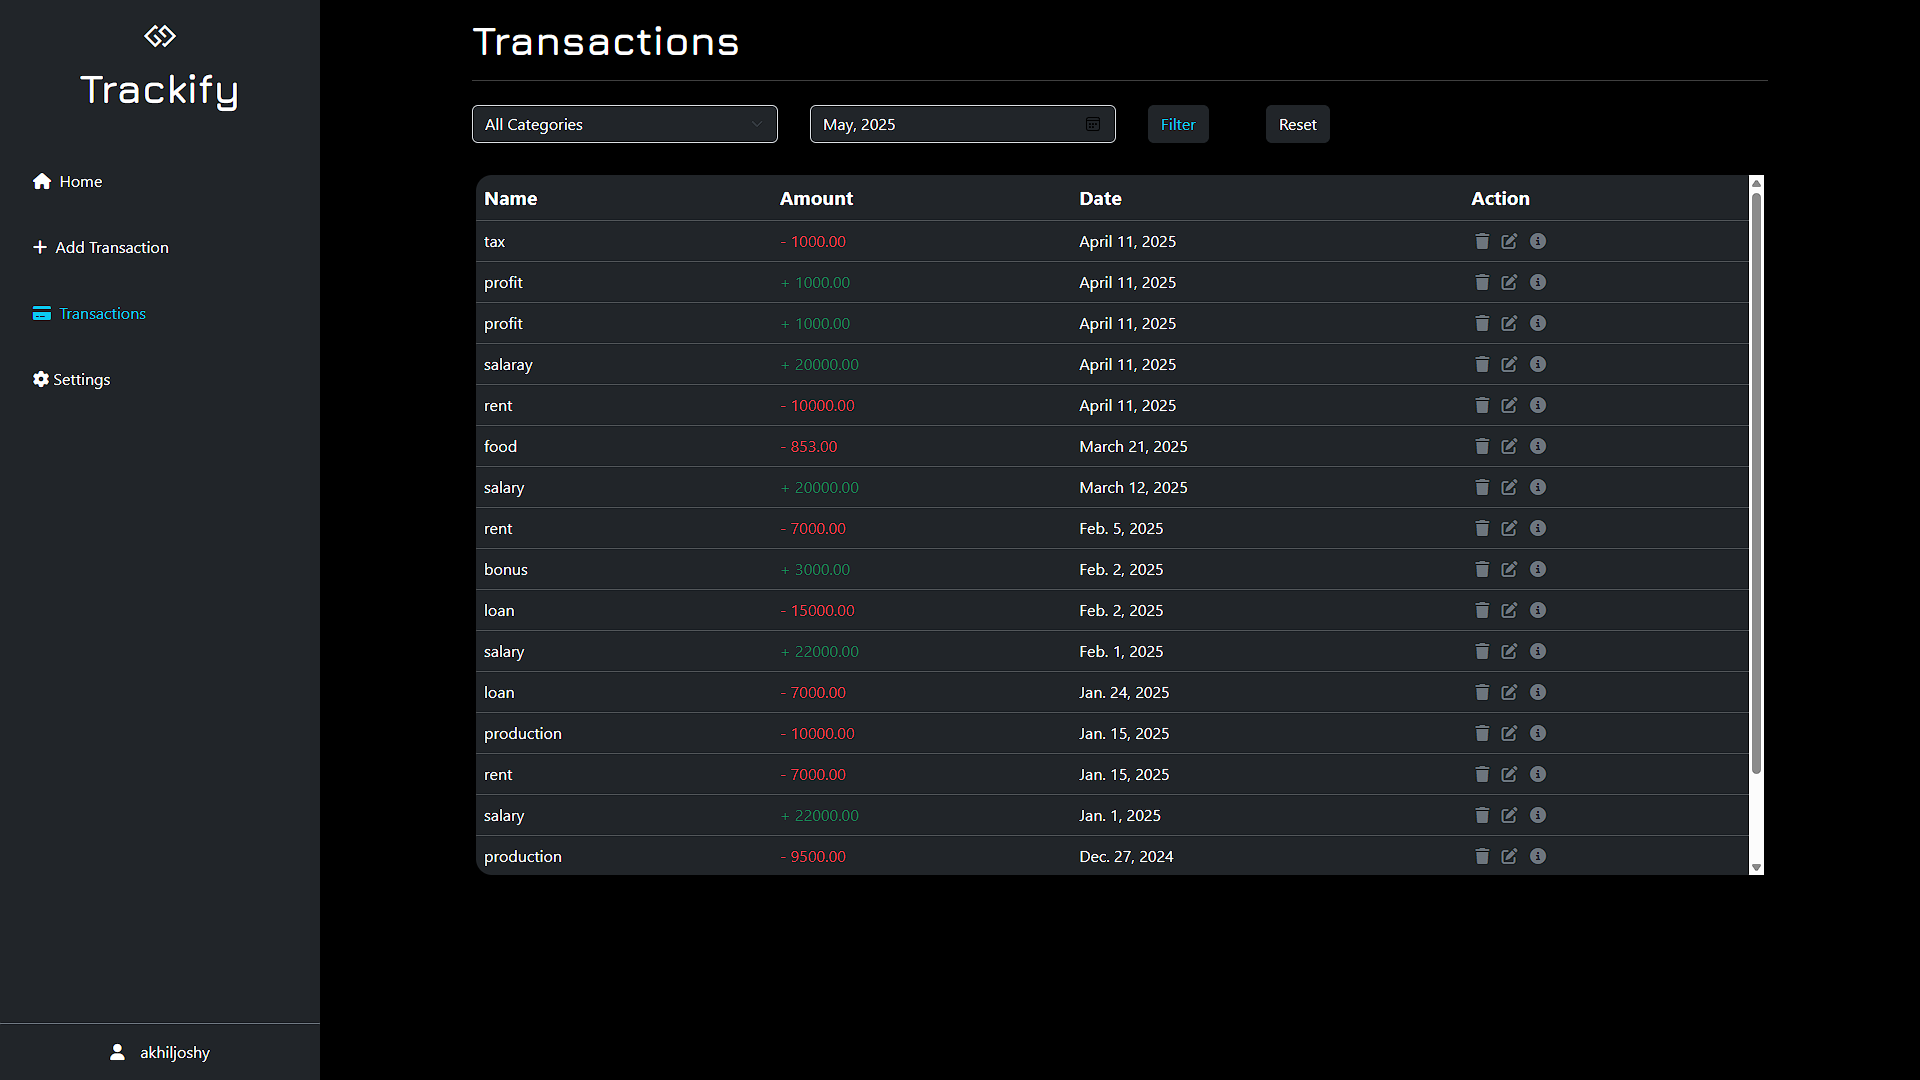 Trackify
Home
Add Transaction
Transactions
Settings
akhiljoshy
Transactions
All Categories
May, 2025
Filter
Reset
Name Amount Date Action
tax - 1000.00 April 11, 2025
profit + 1000.00 April 11, 2025
profit + 1000.00 April 11, 2025
salaray + 20000.00 April 11, 2025
rent - 10000.00 April 11, 2025
food - 853.00 March 21, 2025
salary + 20000.00 March 12, 2025
rent - 7000.00 Feb. 5, 2025
bonus + 3000.00 Feb. 2, 2025
loan - 15000.00 Feb. 2, 2025
salary + 22000.00 Feb. 1, 2025
loan - 7000.00 Jan. 24, 2025
production - 10000.00 Jan. 15, 2025
rent - 7000.00 Jan. 15, 2025
salary + 22000.00 Jan. 1, 2025
production - 9500.00 Dec. 27, 2024